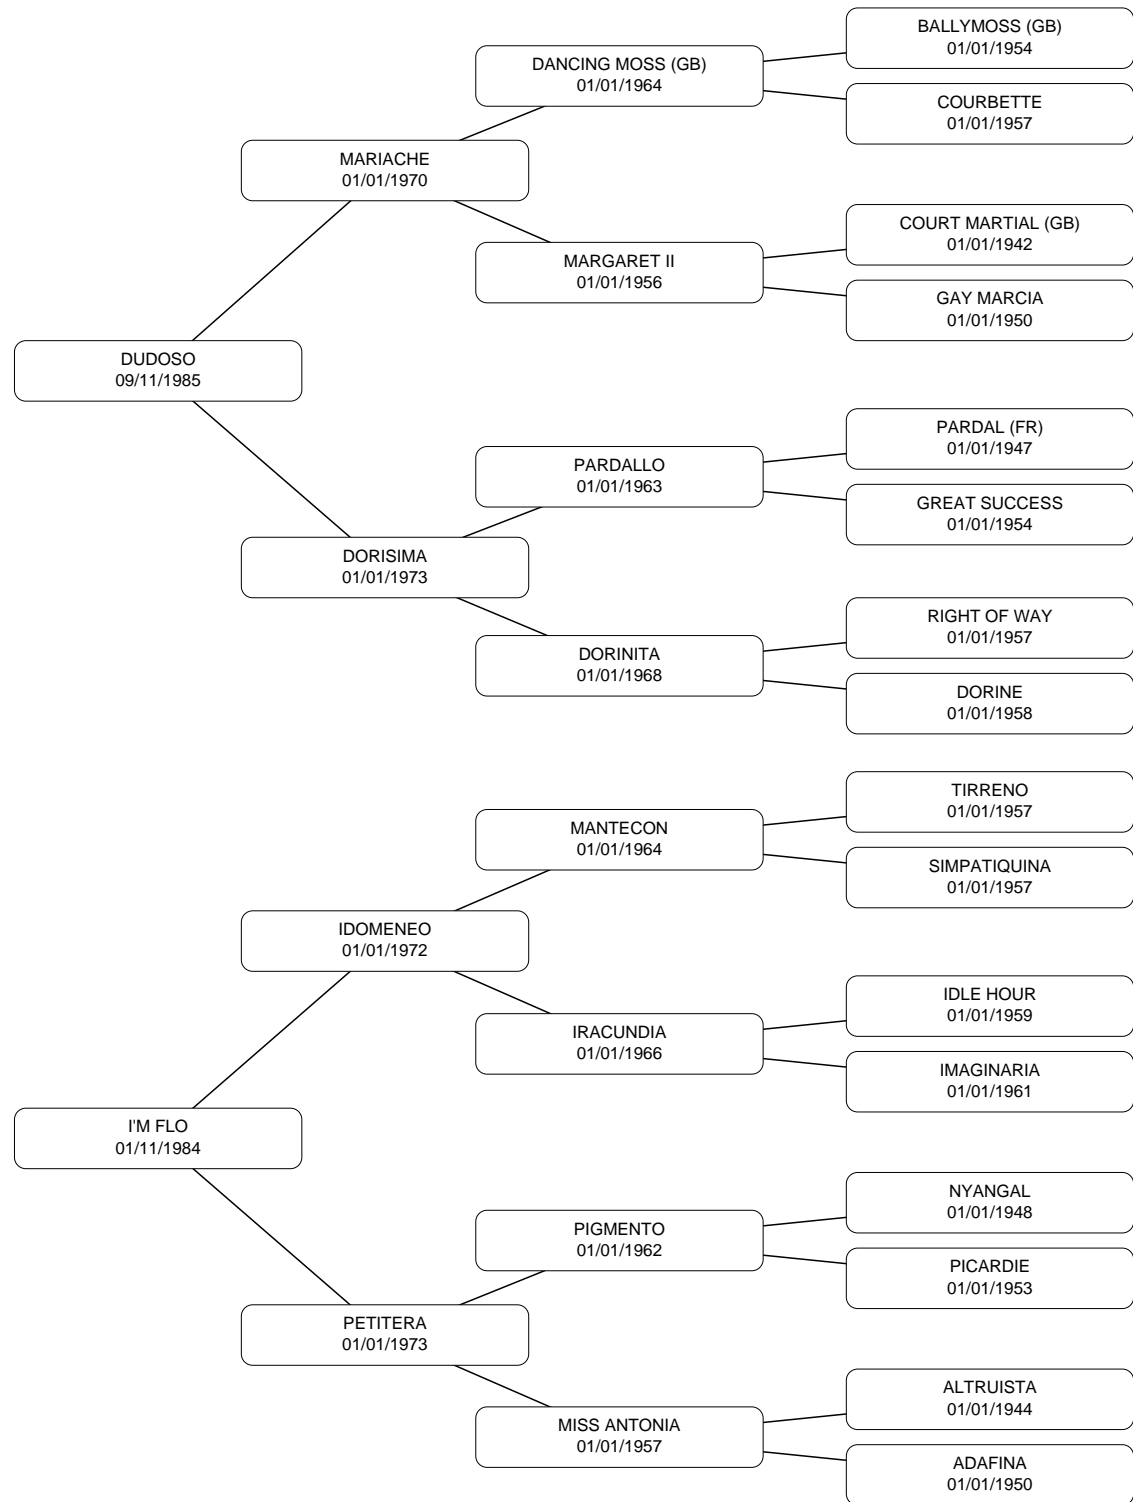 BALLYMOSS (GB)
01/01/1954
DANCING MOSS (GB)
01/01/1964
COURBETTE
01/01/1957
MARIACHE
01/01/1970
COURT MARTIAL (GB)
01/01/1942
MARGARET II
01/01/1956
GAY MARCIA
01/01/1950
DUDOSO
09/11/1985
PARDAL (FR)
01/01/1947
PARDALLO
01/01/1963
GREAT SUCCESS
01/01/1954
DORISIMA
01/01/1973
RIGHT OF WAY
01/01/1957
DORINITA
01/01/1968
DORINE
01/01/1958
TIRRENO
01/01/1957
MANTECON
01/01/1964
SIMPATIQUINA
01/01/1957
IDOMENEO
01/01/1972
IDLE HOUR
01/01/1959
IRACUNDIA
01/01/1966
IMAGINARIA
01/01/1961
I'M FLO
01/11/1984
NYANGAL
01/01/1948
PIGMENTO
01/01/1962
PICARDIE
01/01/1953
PETITERA
01/01/1973
ALTRUISTA
01/01/1944
MISS ANTONIA
01/01/1957
ADAFINA
01/01/1950